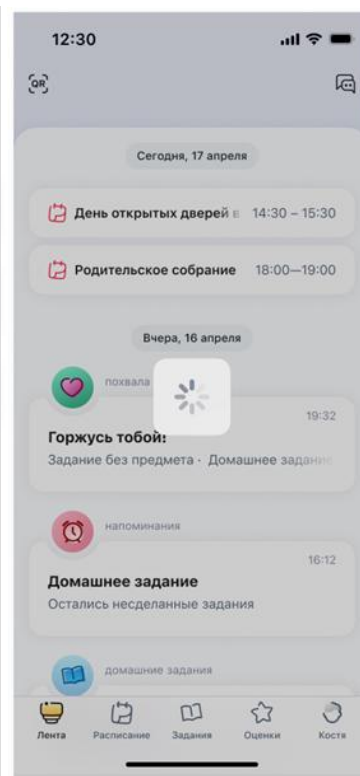 12:30
QR
Сегодня, 17 апреля
День открытых дверей в 14:30 – 15:30
Родительское собрание 18:00—19:00
Вчера, 16 апреля
похвала
19:32
Горжусь тобой!
Задание без предмета · Домашнее задание
напоминания
16:12
Домашнее задание
Остались несделанные задания
домашние задания
Лента Расписание Задания Оценки Костя